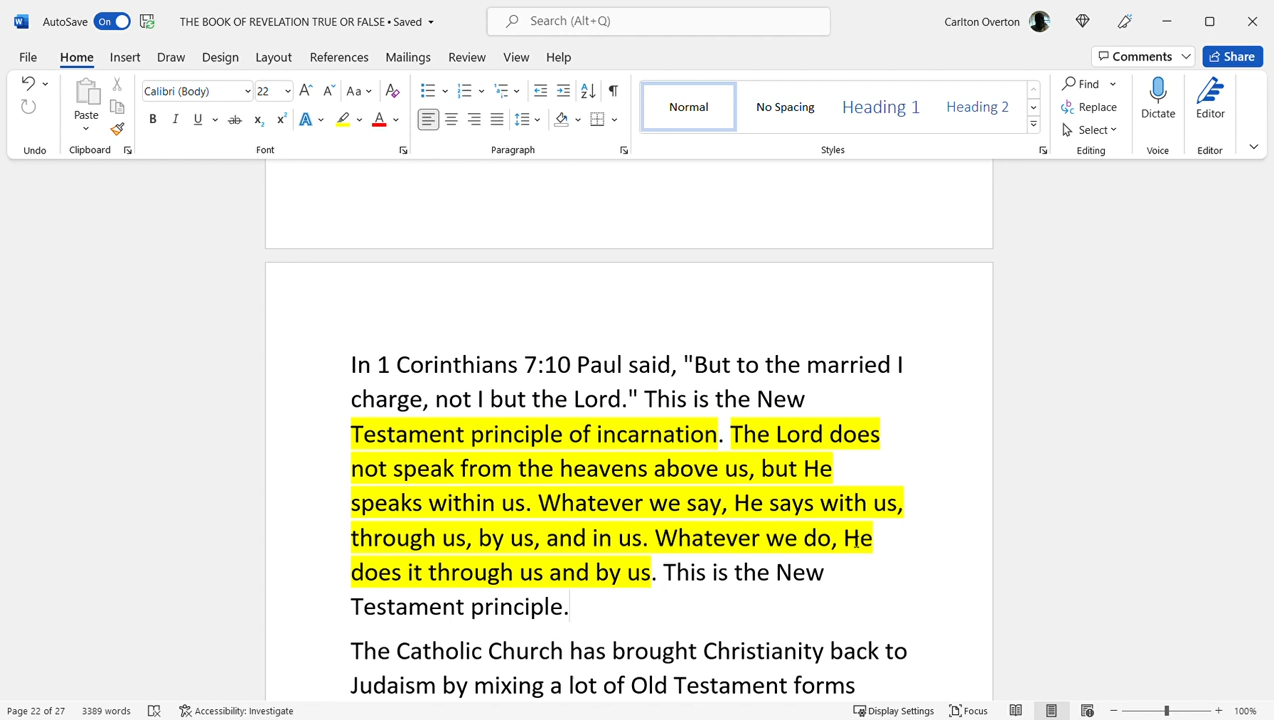 AutoSave On THE BOOK OF REVELATION TRUE OR FALSE • Saved Search (Alt+Q) Carlton Overton
File Home Insert Draw Design Layout References Mailings Review View Help Comments Share
Calibri (Body) 22 Aa Normal No Spacing Heading 1 Heading 2 Find
Paste B I U ab x₂ x² A A Replace Dictate Editor
Select
Undo Clipboard Font Paragraph Styles Editing Voice Editor
In 1 Corinthians 7:10 Paul said, "But to the married I
charge, not I but the Lord." This is the New
Testament principle of incarnation. The Lord does
not speak from the heavens above us, but He
speaks within us. Whatever we say, He says with us,
through us, by us, and in us. Whatever we do, He
does it through us and by us. This is the New
Testament principle.
The Catholic Church has brought Christianity back to
Judaism by mixing a lot of Old Testament forms
Page 22 of 27 3389 words Accessibility: Investigate Display Settings Focus 100%